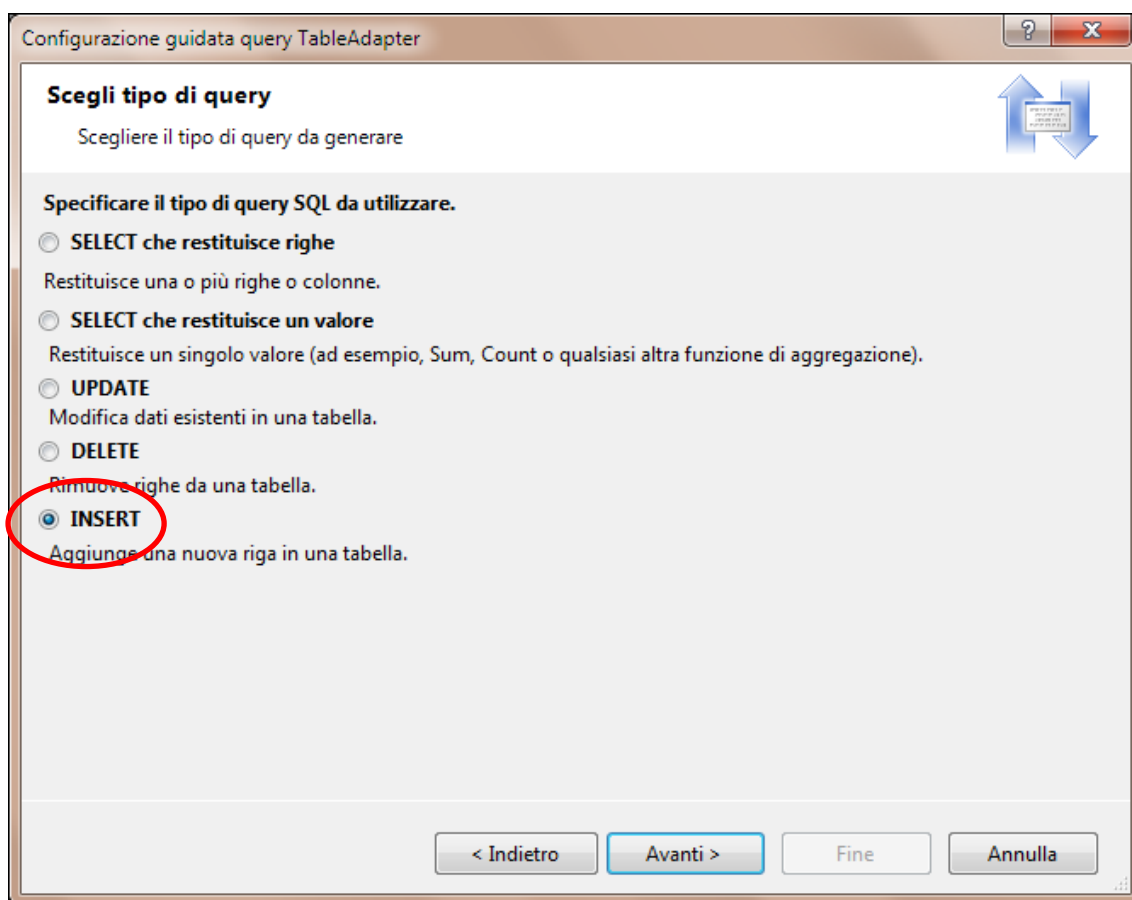 Configurazione guidata query TableAdapter
Scegli tipo di query
Scegliere il tipo di query da generare
Specificare il tipo di query SQL da utilizzare.
SELECT che restituisce righe
Restituisce una o più righe o colonne.
SELECT che restituisce un valore
Restituisce un singolo valore (ad esempio, Sum, Count o qualsiasi altra funzione di aggregazione).
UPDATE
Modifica dati esistenti in una tabella.
DELETE
Rimuove righe da una tabella.
INSERT
Aggiunge una nuova riga in una tabella.
< Indietro Avanti > Fine Annulla